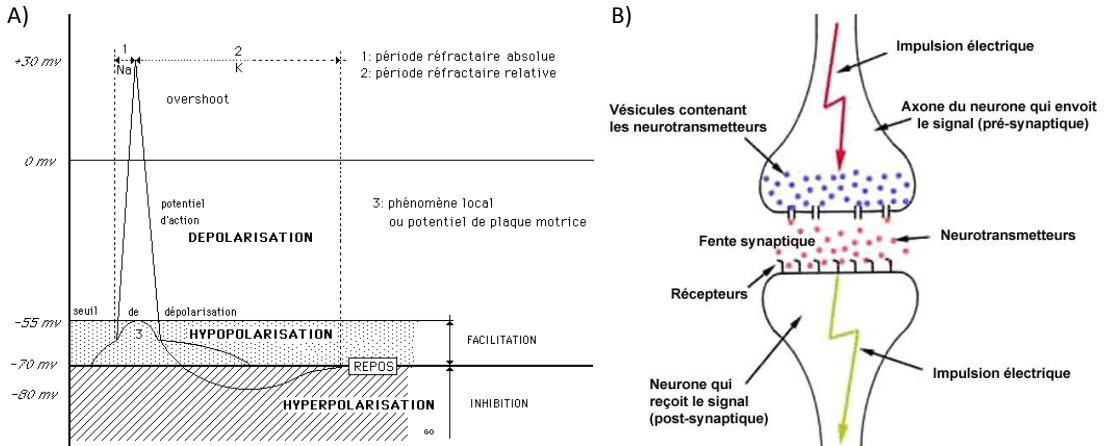 A)
+30 mv
1
2
Na
K
1: période réfractaire absolue
2: période réfractaire relative
overshoot
0 mv
potentiel
d'action
DEPOLARISATION
3: phénomène local
ou potentiel de plaque motrice
seuil de dépolarisation
-55 mv
3
HYPOPOLARISATION
FACILITATION
-70 mv
REPOS
-80 mv
HYPERPOLARISATION
INHIBITION
GO
B)
Impulsion électrique
Vésicules contenant
les neurotransmetteurs
Axone du neurone qui envoit
le signal (pré-synaptique)
Fente synaptique
Neurotransmetteurs
Récepteurs
Neurone qui
reçoit le signal
(post-synaptique)
Impulsion électrique